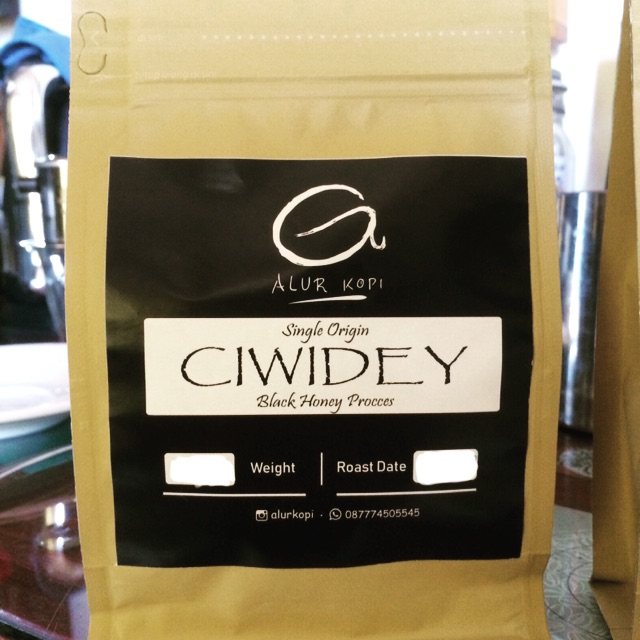 ALUR KOPI
Single Origin
CIWIDEY
Black Honey Procces
Weight | Roast Date
alurkopi · 087774505545